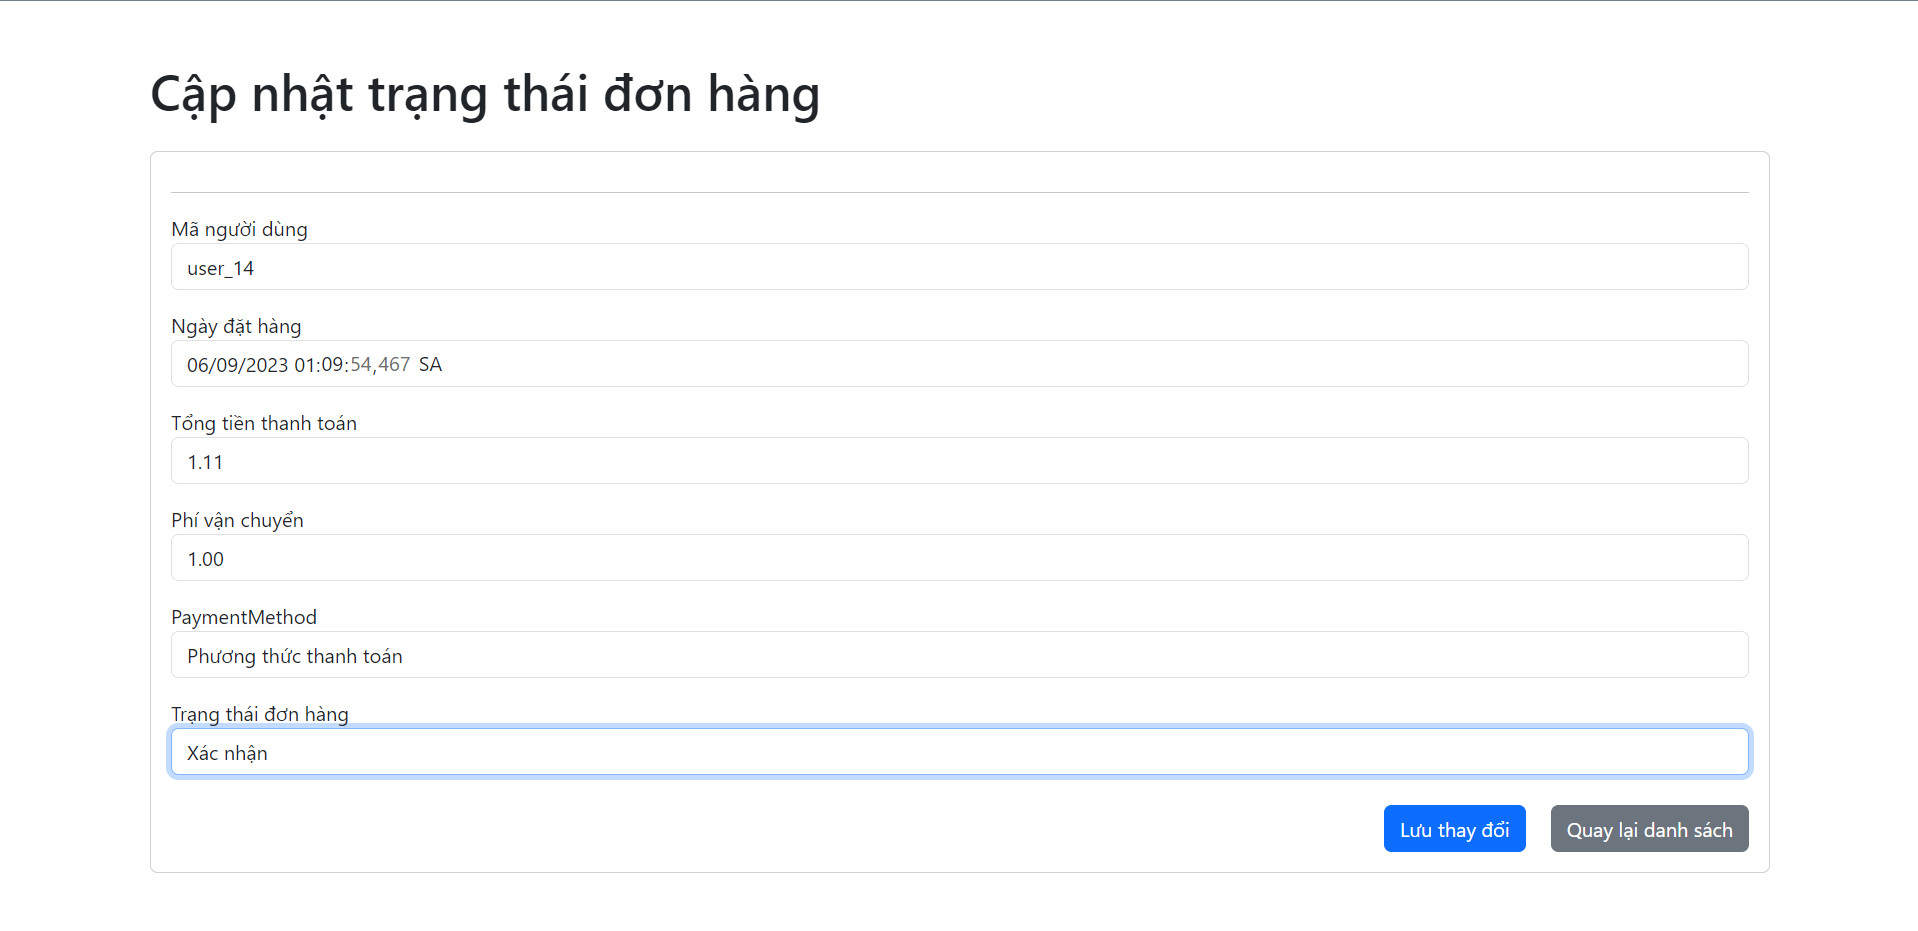 Cập nhật trạng thái đơn hàng
Mã người dùng
user_14
Ngày đặt hàng
06/09/2023 01:09:54,467 SA
Tổng tiền thanh toán
1.11
Phí vận chuyển
1.00
PaymentMethod
Phương thức thanh toán
Trạng thái đơn hàng
Xác nhận
Lưu thay đổi Quay lại danh sách